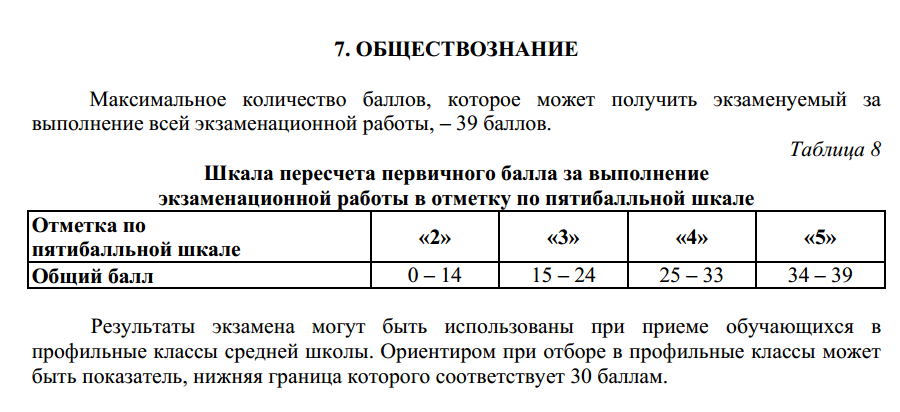 7. ОБЩЕСТВОЗНАНИЕ
Максимальное количество баллов, которое может получить экзаменуемый за
выполнение всей экзаменационной работы, – 39 баллов.
Таблица 8
Шкала пересчета первичного балла за выполнение
экзаменационной работы в отметку по пятибалльной шкале
Отметка по
пятибалльной шкале «2» «3» «4» «5»
Общий балл 0 – 14 15 – 24 25 – 33 34 – 39
Результаты экзамена могут быть использованы при приеме обучающихся в
профильные классы средней школы. Ориентиром при отборе в профильные классы может
быть показатель, нижняя граница которого соответствует 30 баллам.